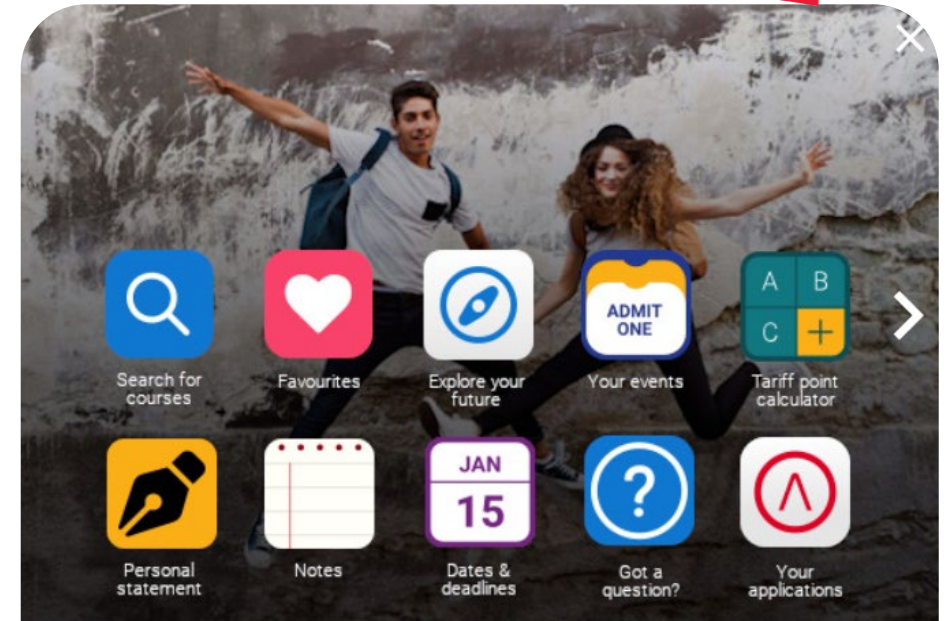 ADMIT
ONE
A B
C +
Search for
courses
Favourites
Explore your
future
Your events
Tariff point
calculator
JAN
15
?
Personal
statement
Notes
Dates &
deadlines
Got a
question?
Your
applications